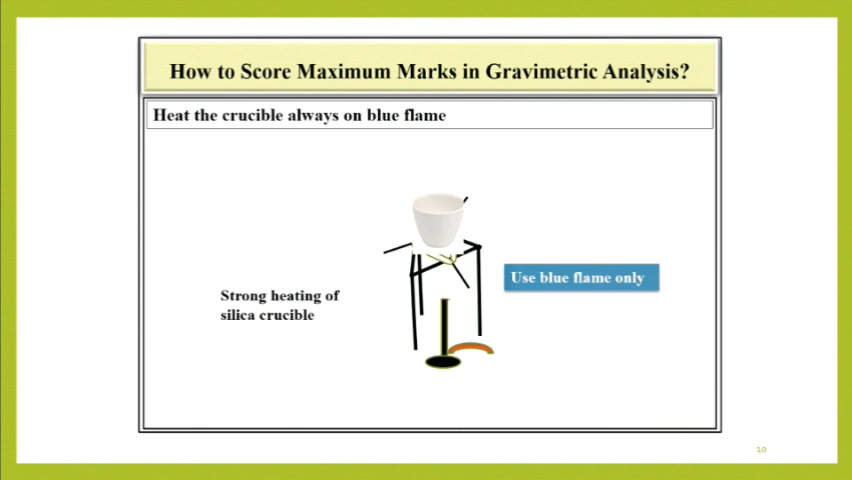 How to Score Maximum Marks in Gravimetric Analysis?
Heat the crucible always on blue flame
Use blue flame only
Strong heating of
silica crucible
10